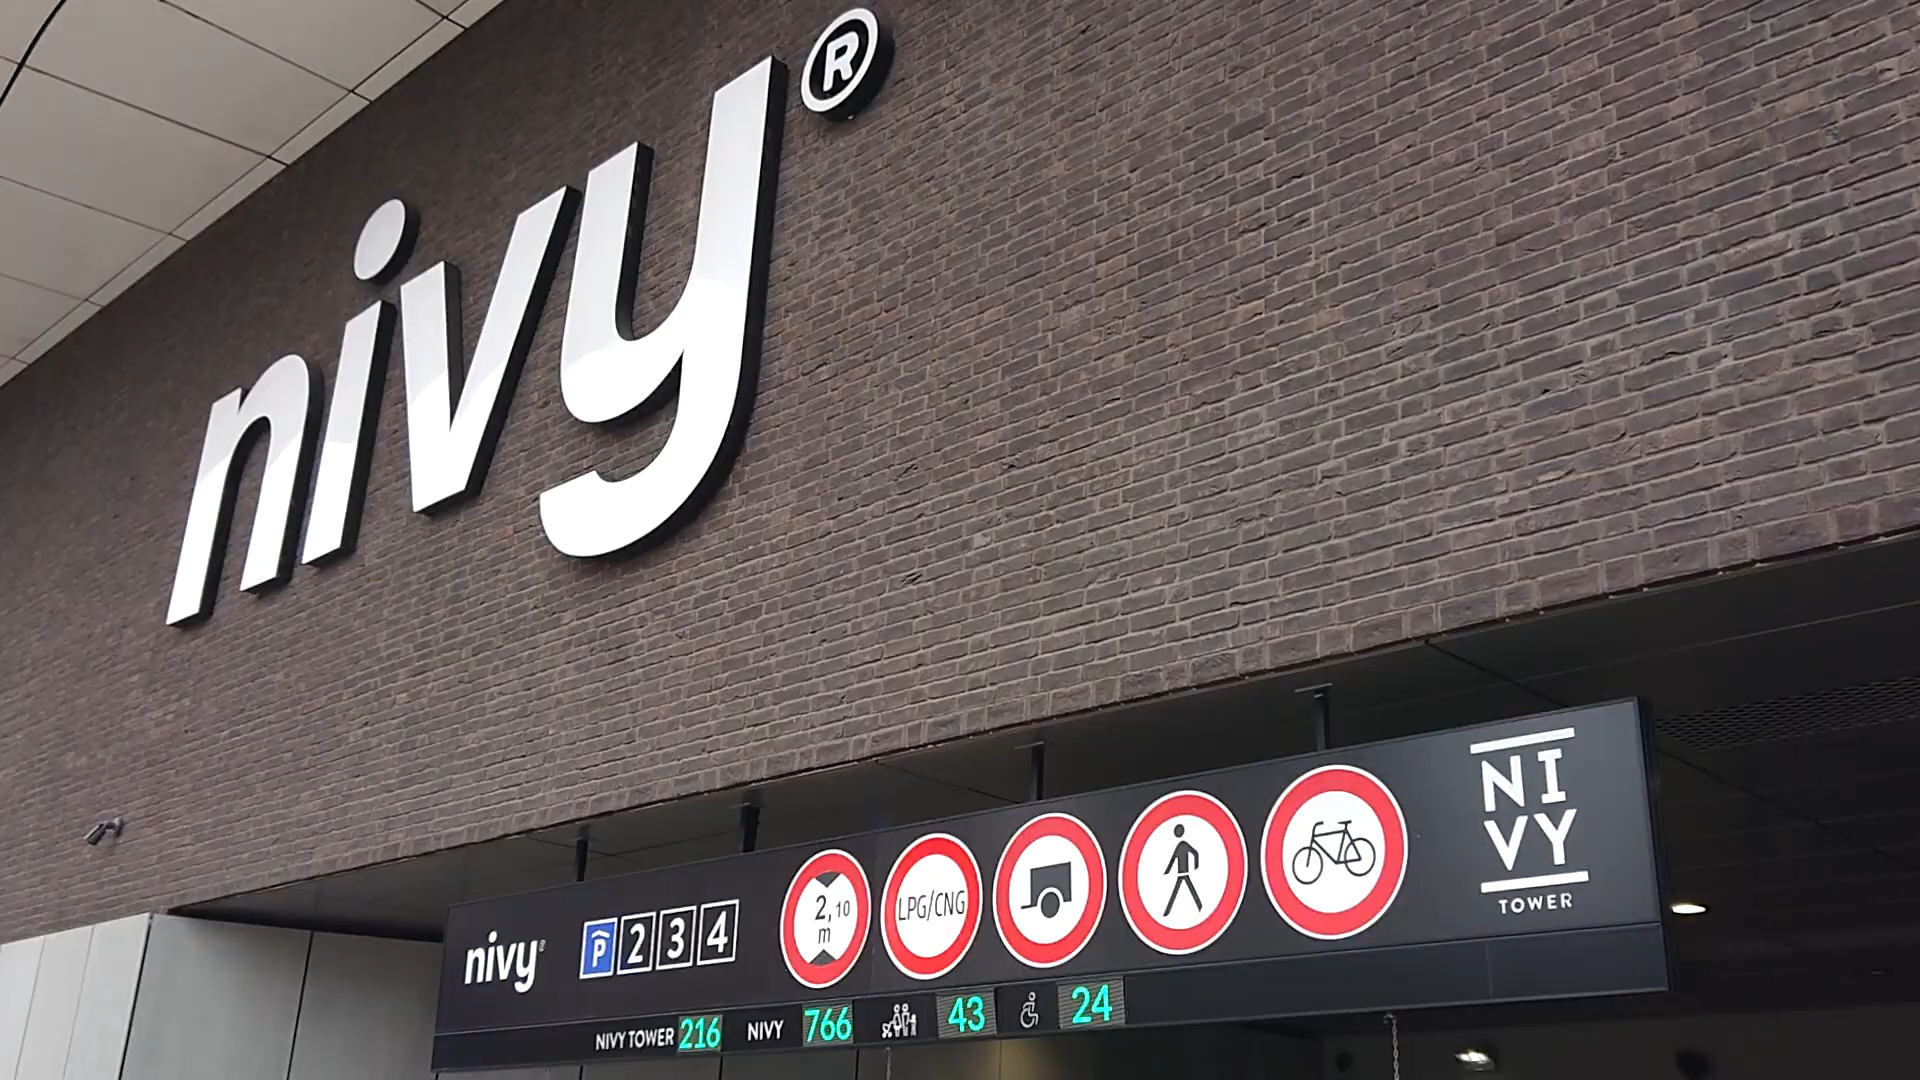 nivy®
nivy®
P 2 3 4
2,10
m
LPG/CNG
NI
VY
TOWER
NIVY TOWER 216 NIVY 766 43 24